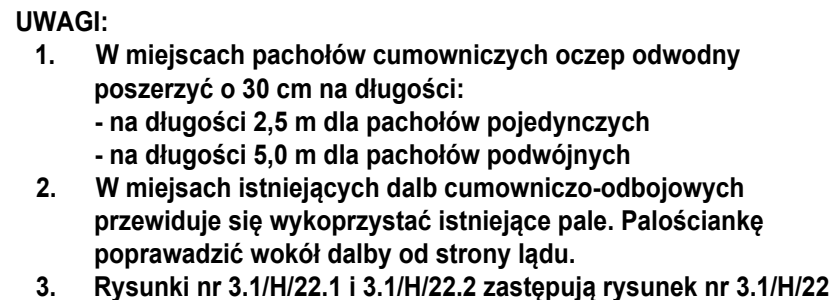 UWAGI:
1. W miejscach pachołów cumowniczych oczep odwodny
poszerzyć o 30 cm na długości:
- na długości 2,5 m dla pachołów pojedynczych
- na długości 5,0 m dla pachołów podwójnych
2. W miejsach istniejących dalb cumowniczo-odbojowych
przewiduje się wykoprzystać istniejące pale. Palościankę
poprawadzić wokół dalby od strony lądu.
3. Rysunki nr 3.1/H/22.1 i 3.1/H/22.2 zastępują rysunek nr 3.1/H/22